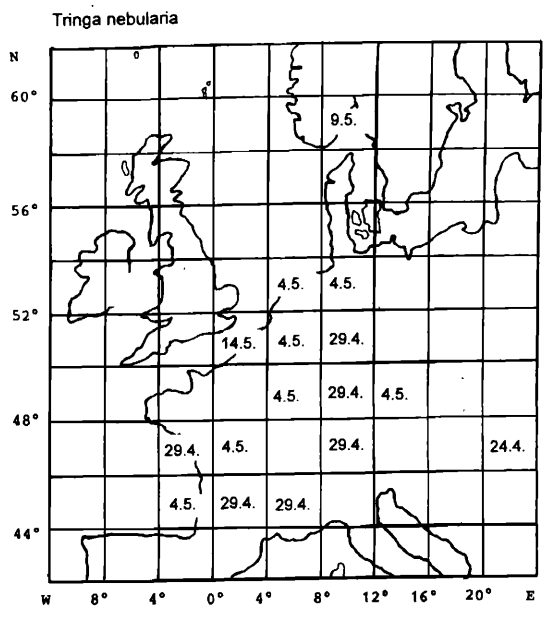 Tringa nebularia
N
60°
9.5.
56°
4.5. 4.5.
52°
14.5. 4.5. 29.4.
4.5. 29.4. 4.5.
48°
29.4. 4.5. 29.4. 24.4.
4.5. 29.4. 29.4.
44°
W 8° 4° 0° 4° 8° 12° 16° 20° E